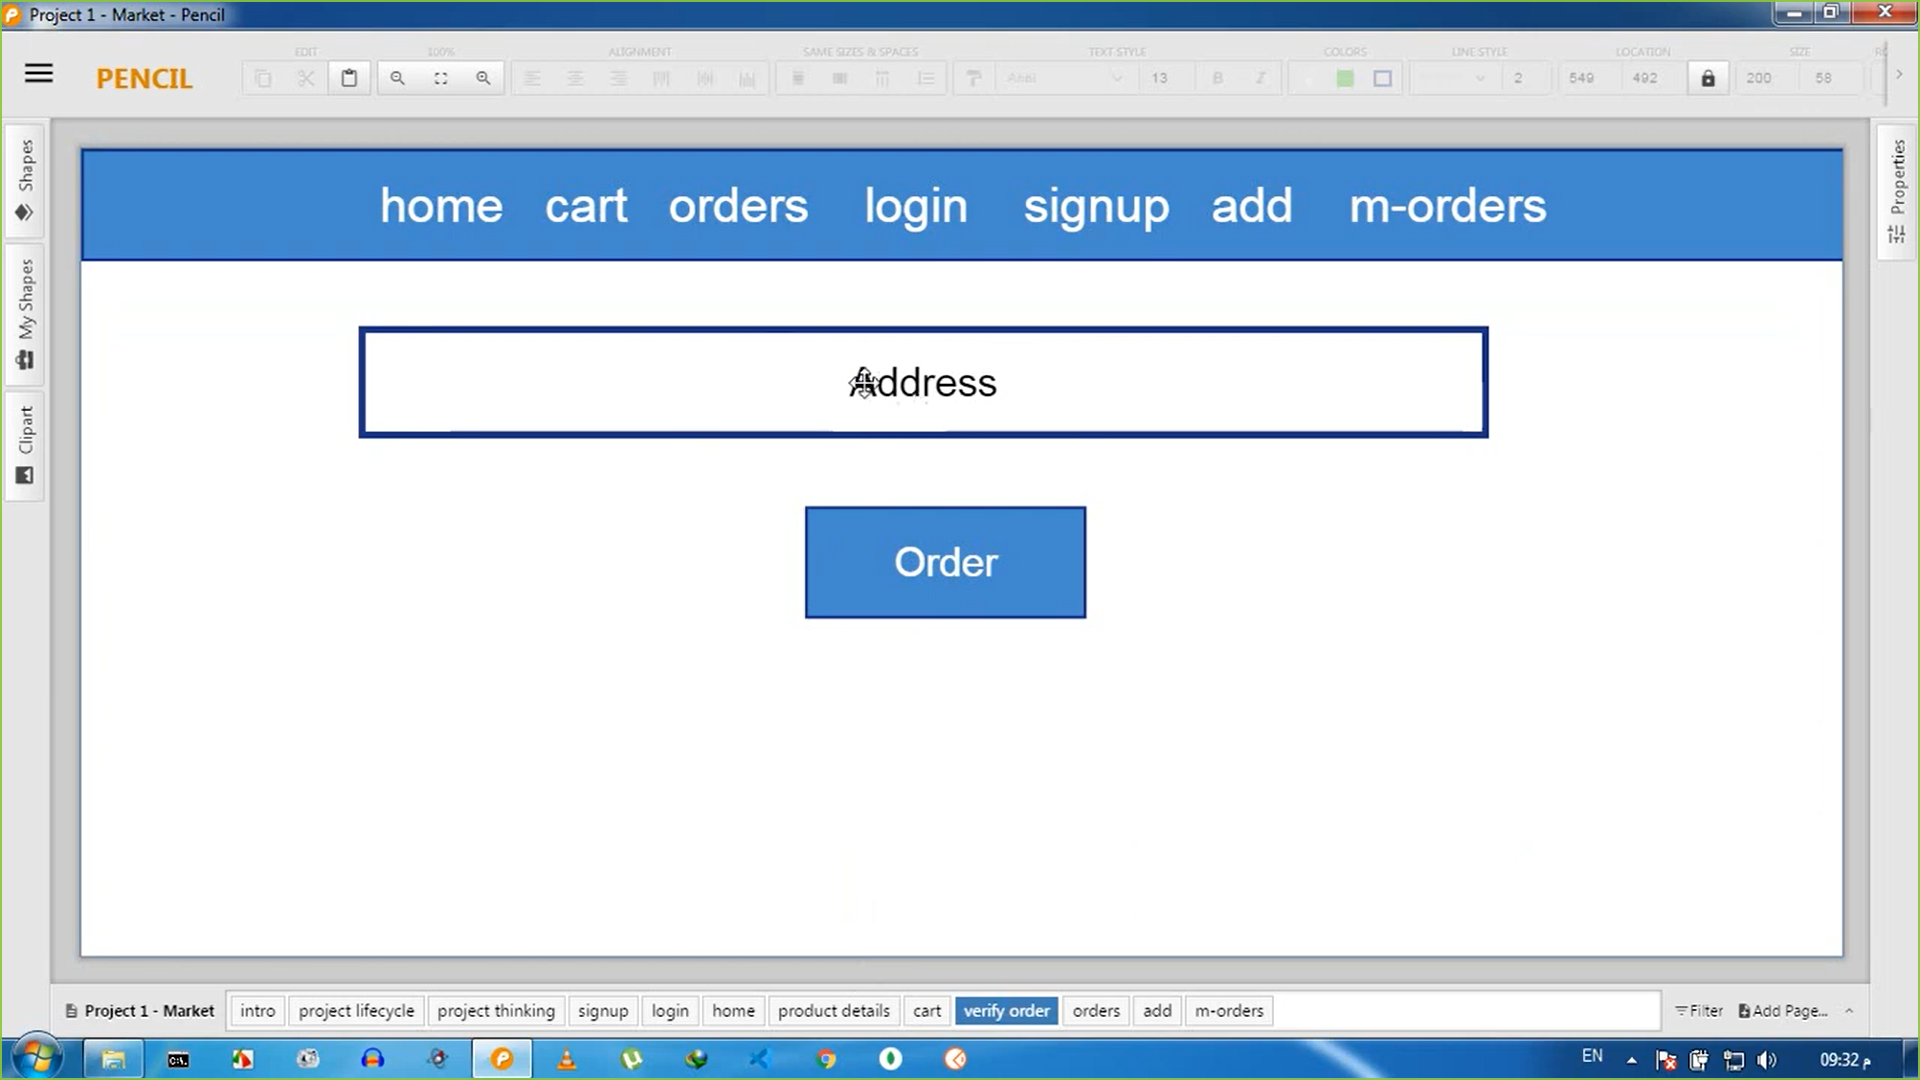 Project 1 - Market - Pencil
EDIT 100% ALIGNMENT SAME SIZES & SPACES TEXT STYLE COLORS LINE STYLE LOCATION SIZE
PENCIL Arial 13 B I 2 549 492 200 58
Shapes
My Shapes
Clipart
Properties
home cart orders login signup add m-orders
Address
Order
Project 1 - Market intro project lifecycle project thinking signup login home product details cart verify order orders add m-orders Filter Add Page...
EN 09:32 م